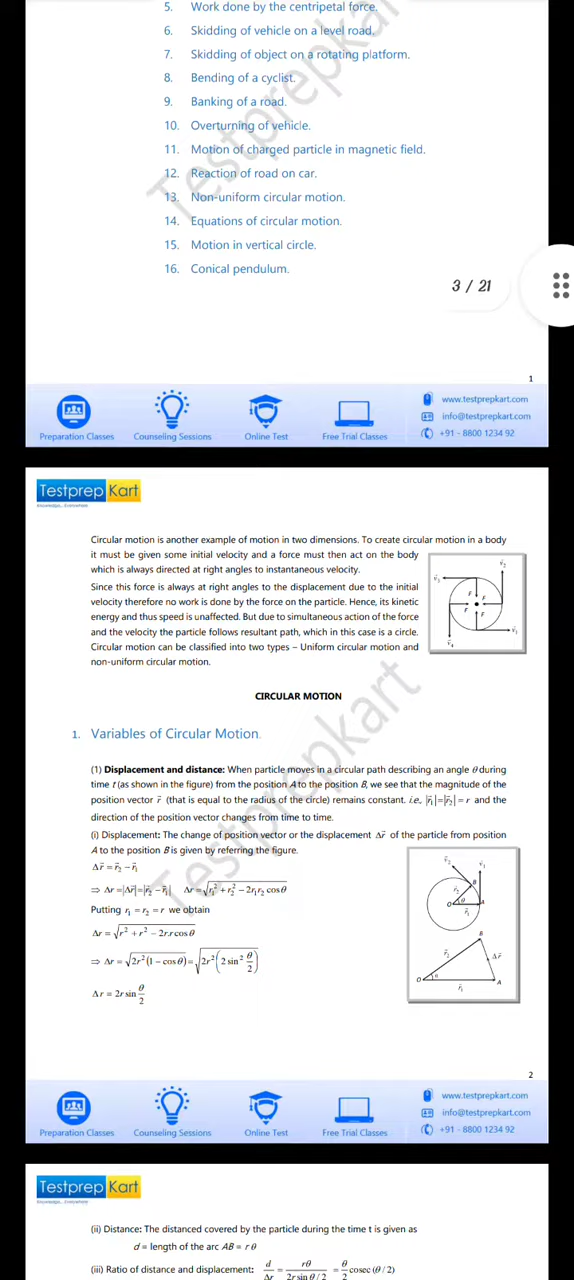 5. Work done by the centripetal force.
6. Skidding of vehicle on a level road.
7. Skidding of object on a rotating platform.
8. Bending of a cyclist.
9. Banking of a road.
10. Overturning of vehicle.
11. Motion of charged particle in magnetic field.
12. Reaction of road on car.
13. Non-uniform circular motion.
14. Equations of circular motion.
15. Motion in vertical circle.
16. Conical pendulum.
Testprepkart
3 / 21
1
Preparation Classes
Counseling Sessions
Online Test
Free Trial Classes
www.testprepkart.com
info@testprepkart.com
+91 - 8800 1234 92
Testprep Kart
Circular motion is another example of motion in two dimensions. To create circular motion in a body
it must be given some initial velocity and a force must then act on the body
which is always directed at right angles to instantaneous velocity.
Since this force is always at right angles to the displacement due to the initial
velocity therefore no work is done by the force on the particle. Hence, its kinetic
energy and thus speed is unaffected. But due to simultaneous action of the force
and the velocity the particle follows resultant path, which in this case is a circle.
Circular motion can be classified into two types – Uniform circular motion and
non-uniform circular motion.
v⃗₂
v⃗₃
F F
F F
v⃗₄ v⃗₁
CIRCULAR MOTION
1. Variables of Circular Motion.
(1) Displacement and distance: When particle moves in a circular path describing an angle θ during
time t (as shown in the figure) from the position A to the position B, we see that the magnitude of the
position vector r⃗ (that is equal to the radius of the circle) remains constant. i.e., |r⃗₁| = |r⃗₂| = r and the
direction of the position vector changes from time to time.
(i) Displacement: The change of position vector or the displacement Δr⃗ of the particle from position
A to the position B is given by referring the figure.
Δr⃗ = r⃗₂ − r⃗₁
⇒ Δr = |Δr⃗| = |r⃗₂ − r⃗₁| Δr = √(r₁² + r₂² − 2r₁r₂ cos θ)
Putting r₁ = r₂ = r we obtain
Δr = √(r² + r² − 2r.r cos θ)
⇒ Δr = √(2r²(1 − cos θ)) = √(2r²(2 sin² θ/2))
Δr = 2r sin θ/2
v⃗₂ v⃗₁
B
r⃗₂
O θ A
r⃗₁
B
r⃗₂ Δr⃗
O θ A
r⃗₁
Testprepkart
2
Preparation Classes
Counseling Sessions
Online Test
Free Trial Classes
www.testprepkart.com
info@testprepkart.com
+91 - 8800 1234 92
Testprep Kart
(ii) Distance: The distanced covered by the particle during the time t is given as
d = length of the arc AB = r θ
(iii) Ratio of distance and displacement: d/Δr = rθ/2r sin θ/2 = θ/2 cosec (θ / 2)